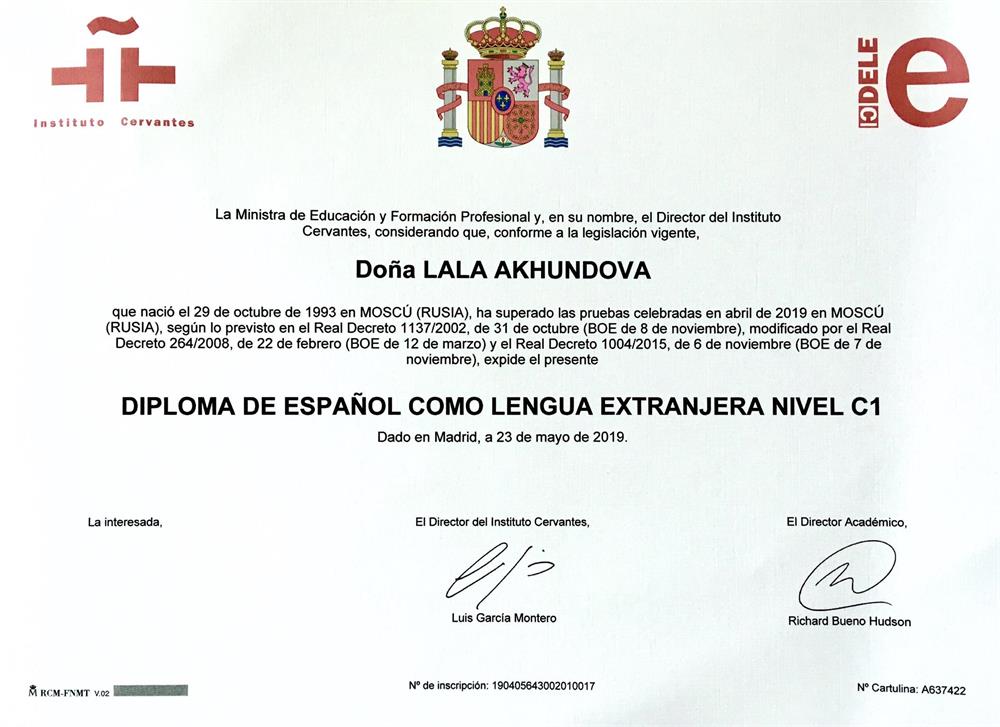 Instituto Cervantes
DELE
e
La Ministra de Educación y Formación Profesional y, en su nombre, el Director del Instituto
Cervantes, considerando que, conforme a la legislación vigente,
Doña LALA AKHUNDOVA
que nació el 29 de octubre de 1993 en MOSCÚ (RUSIA), ha superado las pruebas celebradas en abril de 2019 en MOSCÚ
(RUSIA), según lo previsto en el Real Decreto 1137/2002, de 31 de octubre (BOE de 8 de noviembre), modificado por el Real
Decreto 264/2008, de 22 de febrero (BOE de 12 de marzo) y el Real Decreto 1004/2015, de 6 de noviembre (BOE de 7 de
noviembre), expide el presente
DIPLOMA DE ESPAÑOL COMO LENGUA EXTRANJERA NIVEL C1
Dado en Madrid, a 23 de mayo de 2019.
La interesada,
El Director del Instituto Cervantes,
El Director Académico,
Luis García Montero
Richard Bueno Hudson
RCM-FNMT V.02
Nº de inscripción: 190405643002010017
Nº Cartulina: A637422